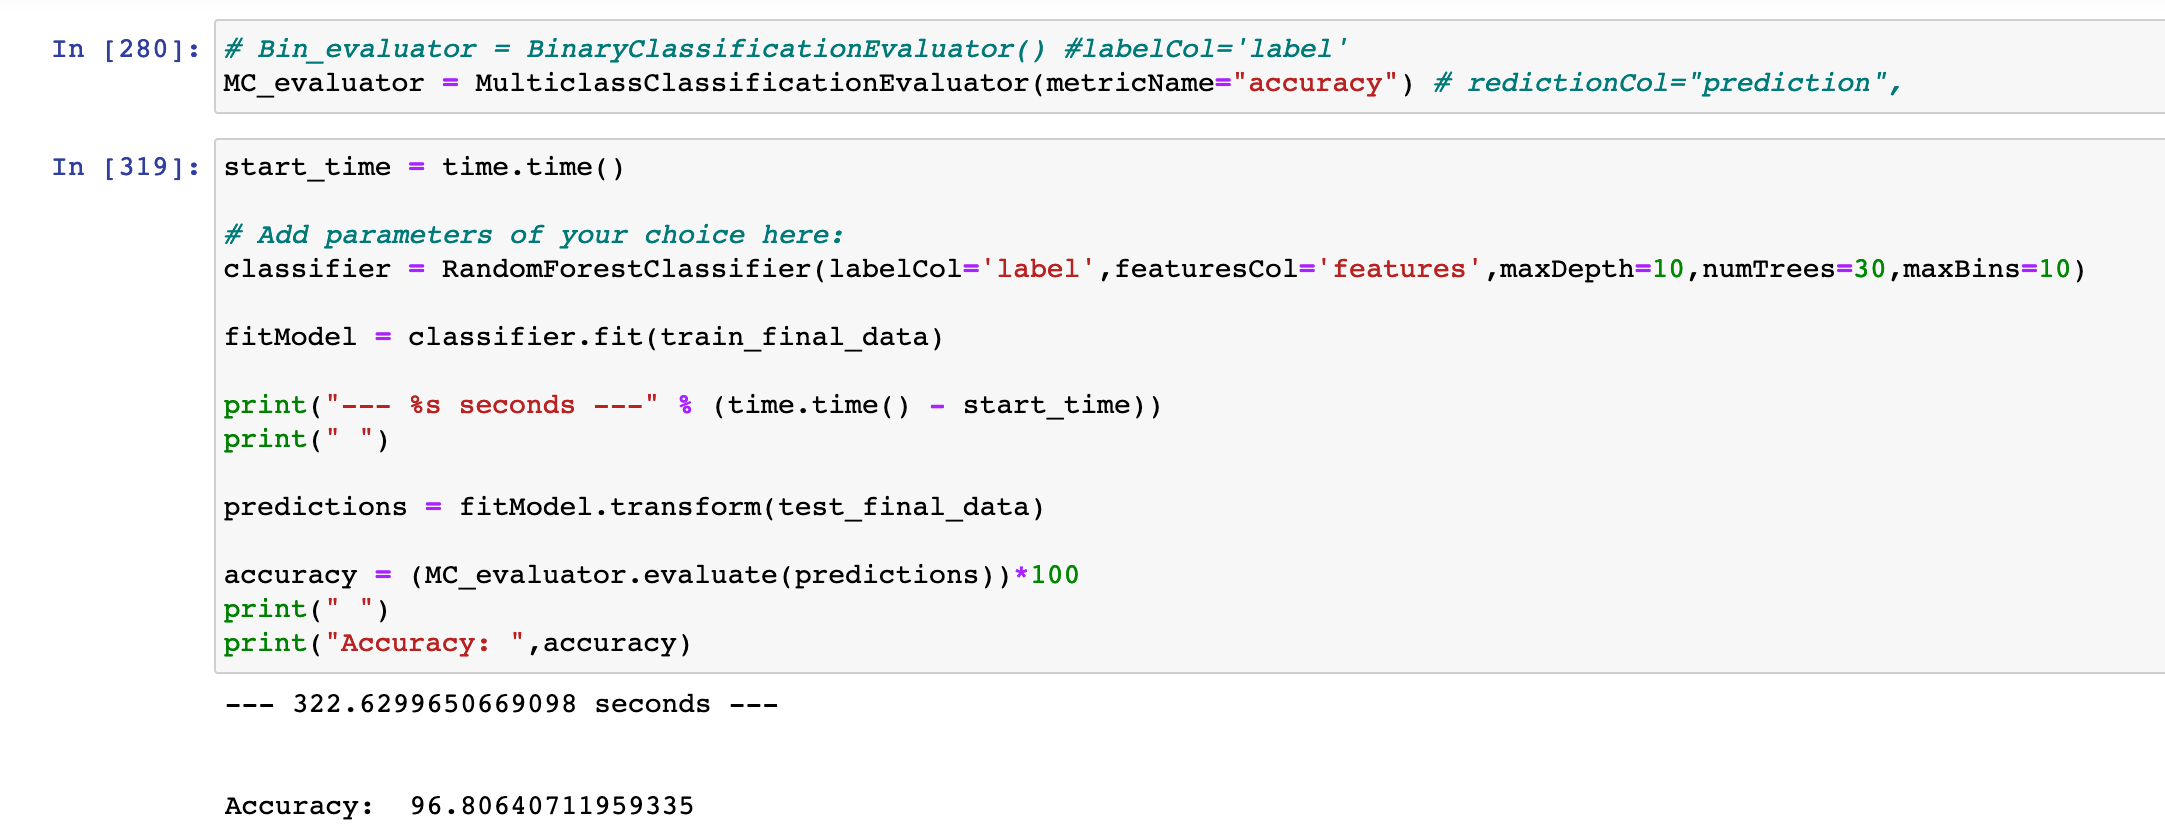 In [280]: # Bin_evaluator = BinaryClassificationEvaluator() #labelCol='label'
MC_evaluator = MulticlassClassificationEvaluator(metricName="accuracy") # redictionCol="prediction",
In [319]: start_time = time.time()
# Add parameters of your choice here:
classifier = RandomForestClassifier(labelCol='label',featuresCol='features',maxDepth=10,numTrees=30,maxBins=10)
fitModel = classifier.fit(train_final_data)
print("--- %s seconds ---" % (time.time() - start_time))
print(" ")
predictions = fitModel.transform(test_final_data)
accuracy = (MC_evaluator.evaluate(predictions))*100
print(" ")
print("Accuracy: ",accuracy)
--- 322.6299650669098 seconds ---
Accuracy:  96.80640711959335